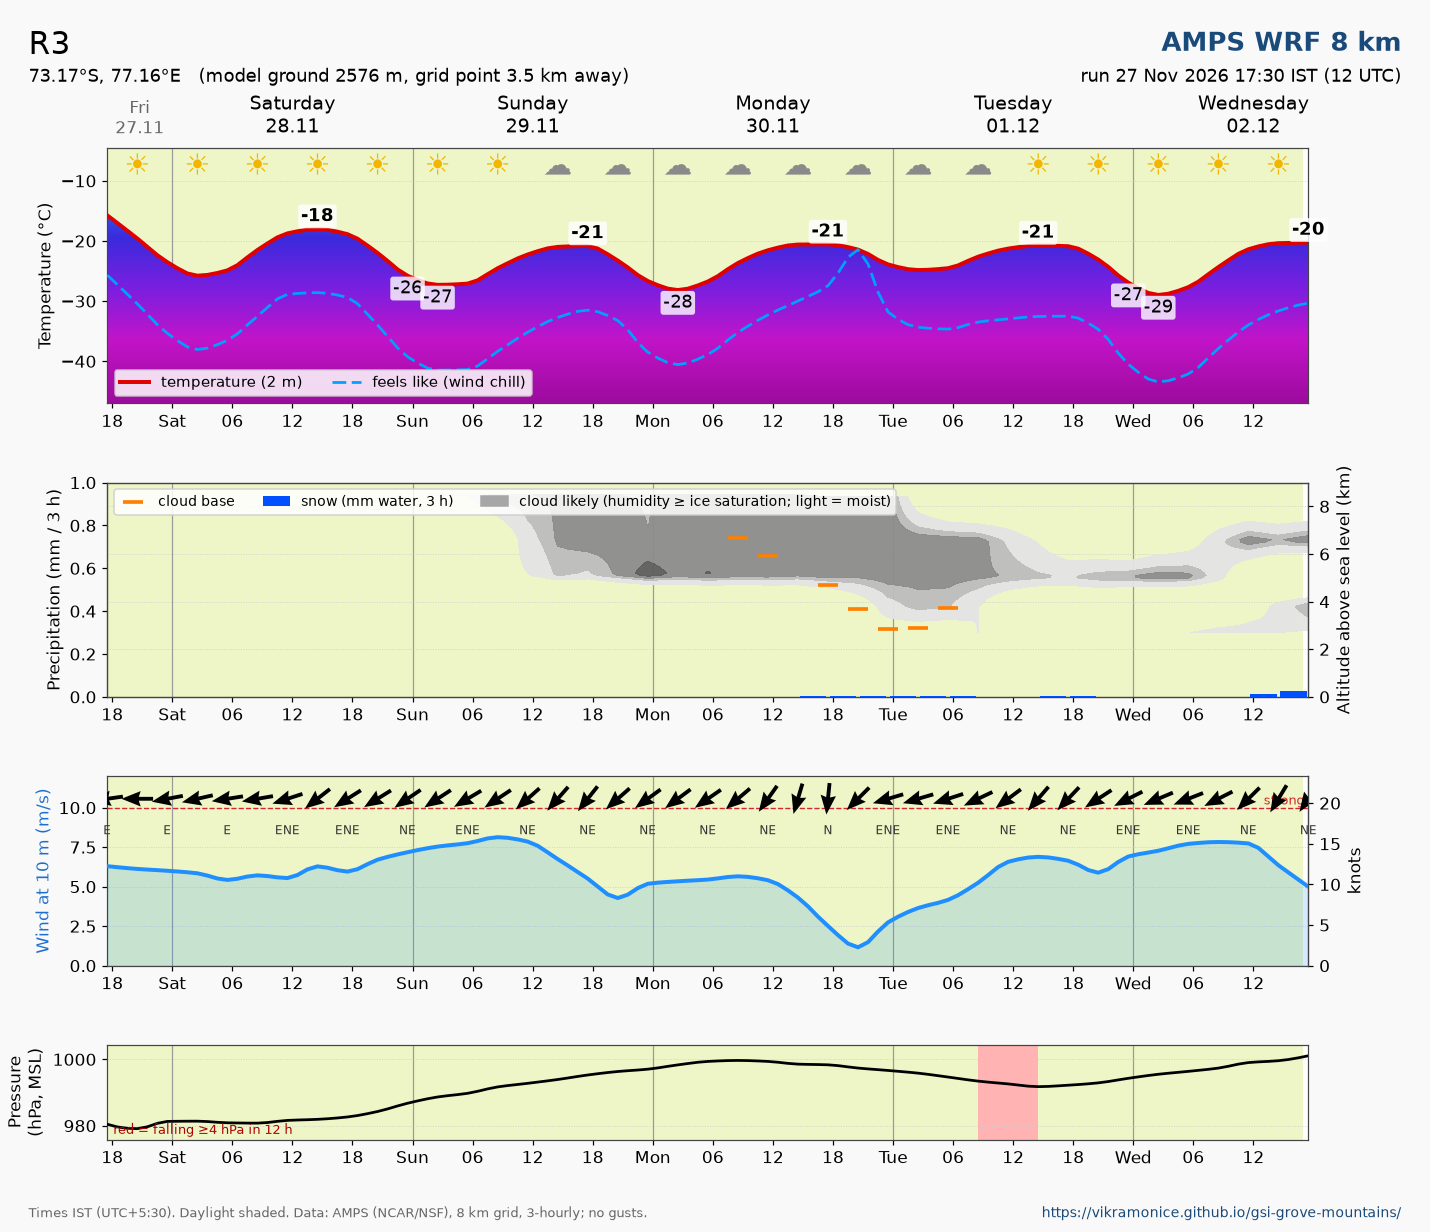 R3
AMPS WRF 8 km
73.17°S, 77.16°E (model ground 2576 m, grid point 3.5 km away)
run 27 Nov 2026 17:30 IST (12 UTC)
Fri Saturday Sunday Monday Tuesday Wednesday
27.11 28.11 29.11 30.11 01.12 02.12
Temperature (°C)
−10
−20
−30
−40
-18 -21 -21 -21 -20
-26 -27 -28 -27 -29
temperature (2 m) feels like (wind chill)
18 Sat 06 12 18 Sun 06 12 18 Mon 06 12 18 Tue 06 12 18 Wed 06 12
Precipitation (mm / 3 h)
1.0
0.8
0.6
0.4
0.2
0.0
cloud base snow (mm water, 3 h) cloud likely (humidity ≥ ice saturation; light = moist)
8
6
4
2
0
Altitude above sea level (km)
18 Sat 06 12 18 Sun 06 12 18 Mon 06 12 18 Tue 06 12 18 Wed 06 12
Wind at 10 m (m/s)
10.0
7.5
5.0
2.5
0.0
strong
E E E ENE ENE NE ENE NE NE NE NE NE N ENE ENE NE NE ENE ENE NE NE
20
15
10
5
0
knots
18 Sat 06 12 18 Sun 06 12 18 Mon 06 12 18 Tue 06 12 18 Wed 06 12
Pressure
(hPa, MSL)
1000
980
red = falling ≥4 hPa in 12 h
18 Sat 06 12 18 Sun 06 12 18 Mon 06 12 18 Tue 06 12 18 Wed 06 12
Times IST (UTC+5:30). Daylight shaded. Data: AMPS (NCAR/NSF), 8 km grid, 3-hourly; no gusts.
https://vikramonice.github.io/gsi-grove-mountains/